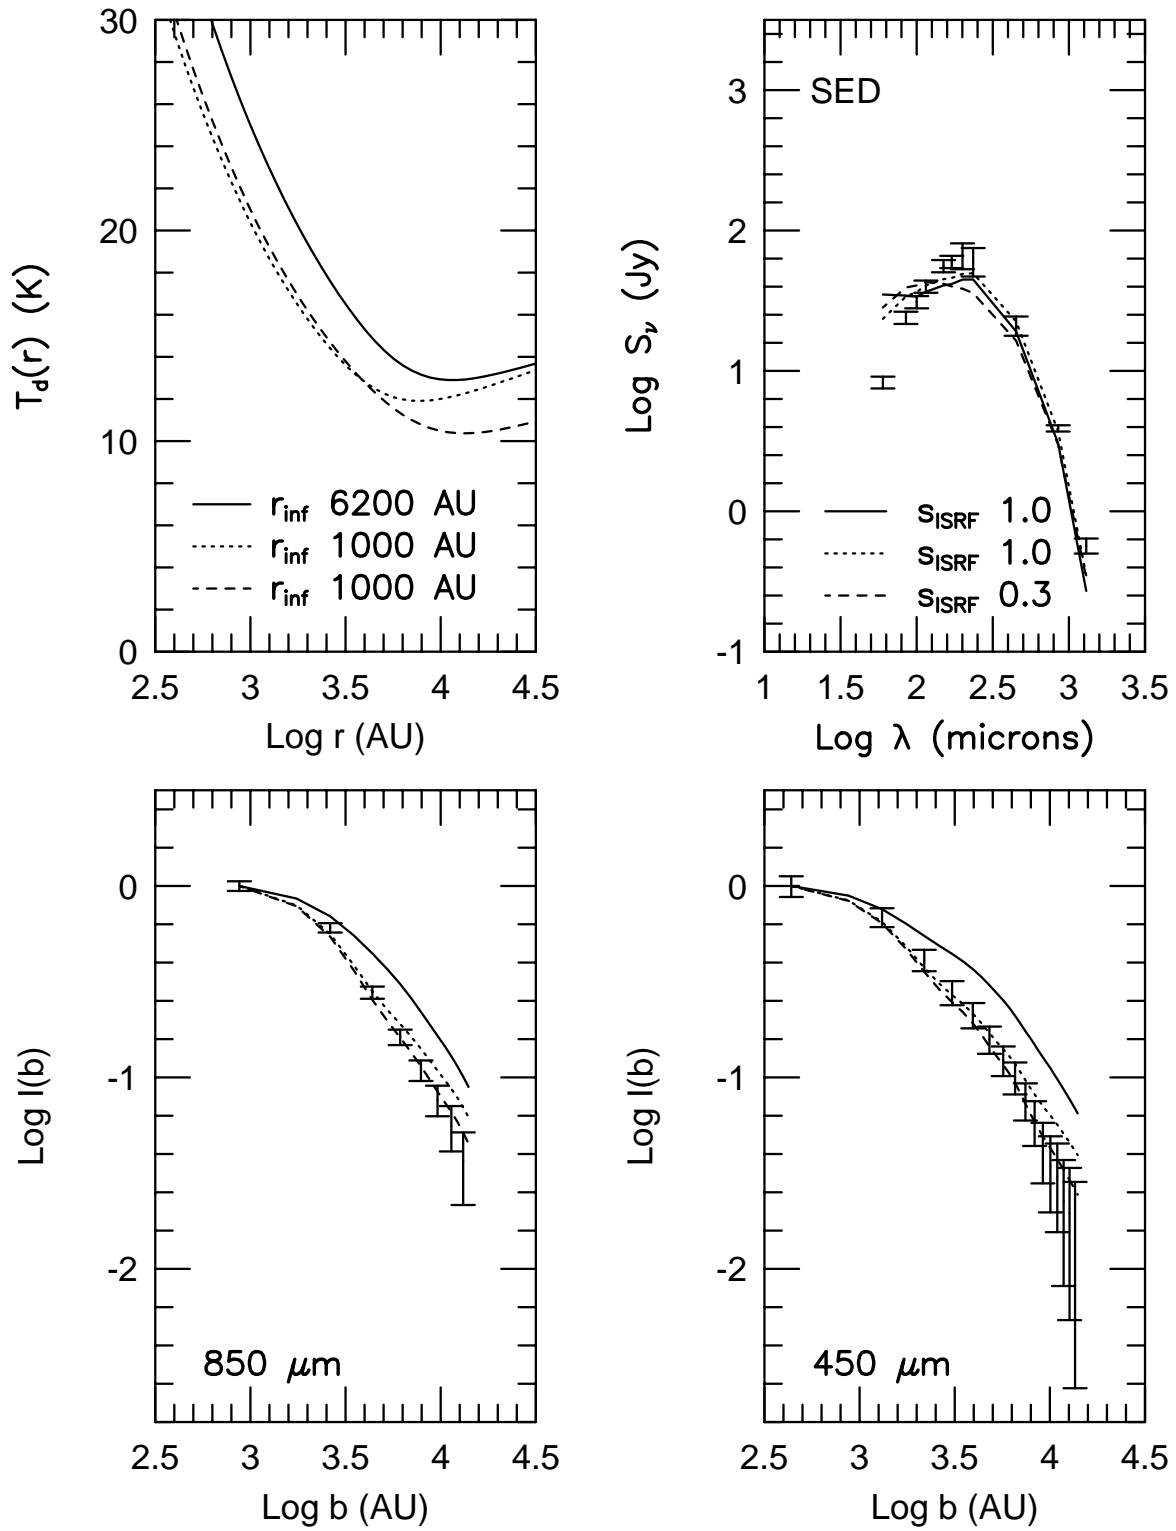 30
20
10
0
T_d(r) (K)
r_inf 6200 AU
r_inf 1000 AU
r_inf 1000 AU
2.5 3 3.5 4 4.5
Log r (AU)
SED
3
2
1
0
-1
Log S_ν (Jy)
s_ISRF 1.0
s_ISRF 1.0
s_ISRF 0.3
1 1.5 2 2.5 3 3.5
Log λ (microns)
0
-1
-2
Log I(b)
850 μm
2.5 3 3.5 4 4.5
Log b (AU)
0
-1
-2
Log I(b)
450 μm
2.5 3 3.5 4 4.5
Log b (AU)